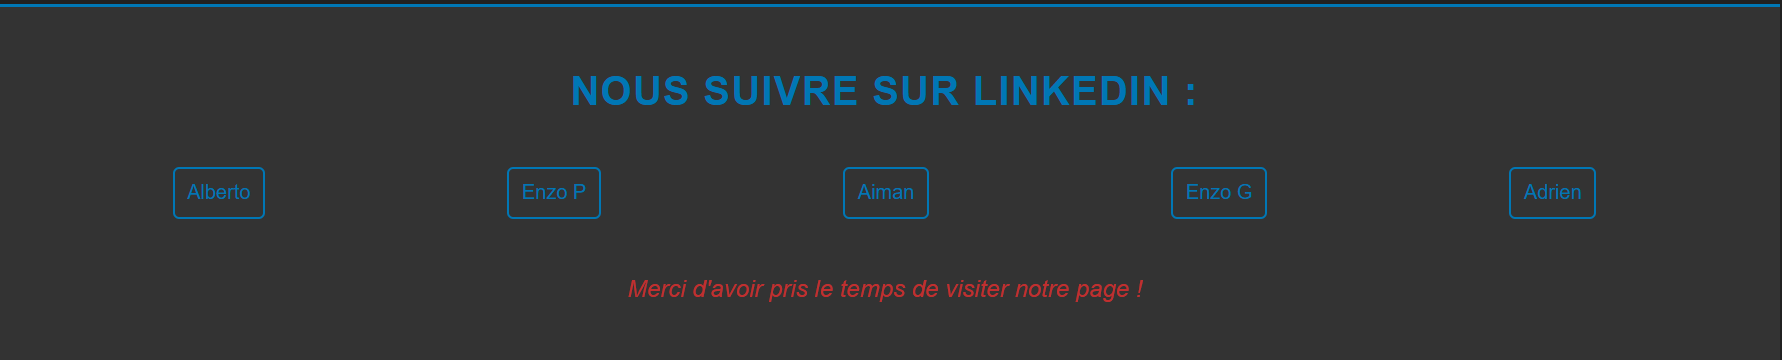 NOUS SUIVRE SUR LINKEDIN :
Alberto Enzo P Aiman Enzo G Adrien
Merci d'avoir pris le temps de visiter notre page !